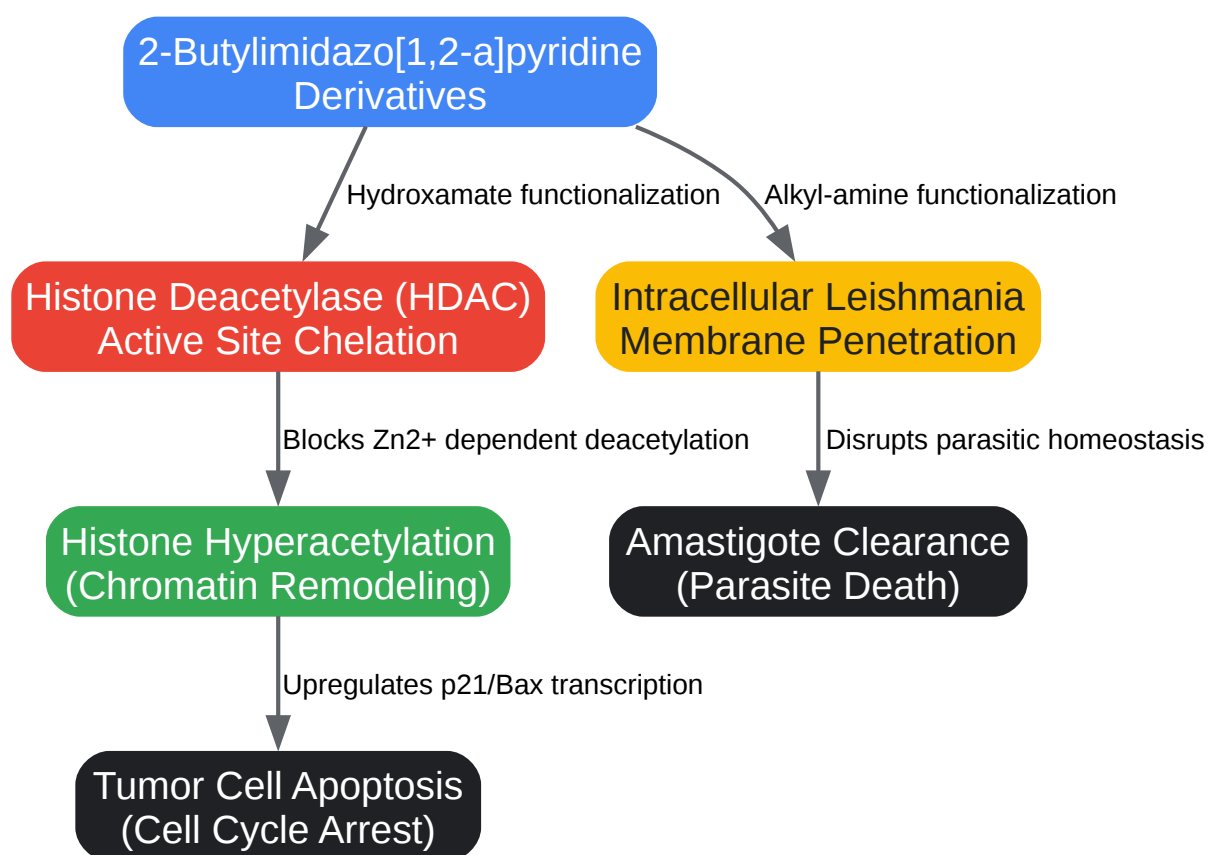 2-Butylimidazo[1,2-a]pyridine
Derivatives
Hydroxamate functionalization
Alkyl-amine functionalization
Histone Deacetylase (HDAC)
Active Site Chelation
Intracellular Leishmania
Membrane Penetration
Blocks Zn2+ dependent deacetylation
Disrupts parasitic homeostasis
Histone Hyperacetylation
(Chromatin Remodeling)
Amastigote Clearance
(Parasite Death)
Upregulates p21/Bax transcription
Tumor Cell Apoptosis
(Cell Cycle Arrest)